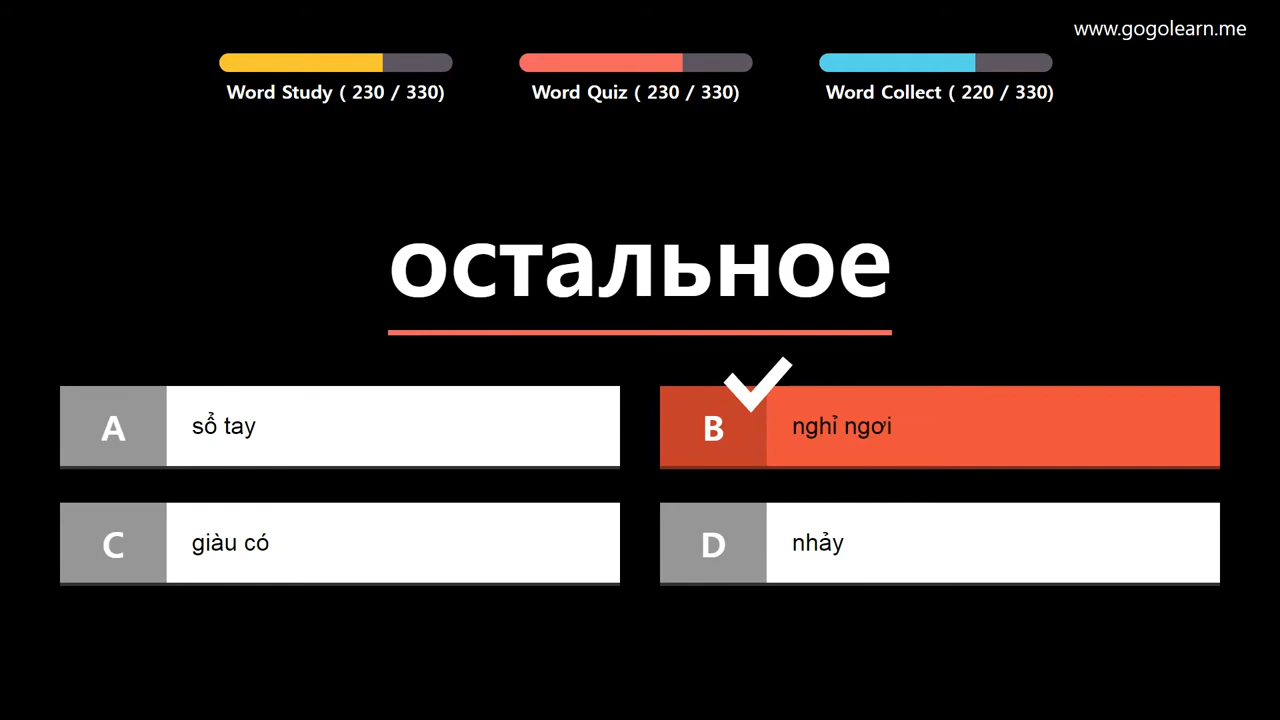 www.gogolearn.me
Word Study ( 230 / 330)
Word Quiz ( 230 / 330)
Word Collect ( 220 / 330)
остальное
A
sổ tay
B
nghỉ ngơi
C
giàu có
D
nhảy